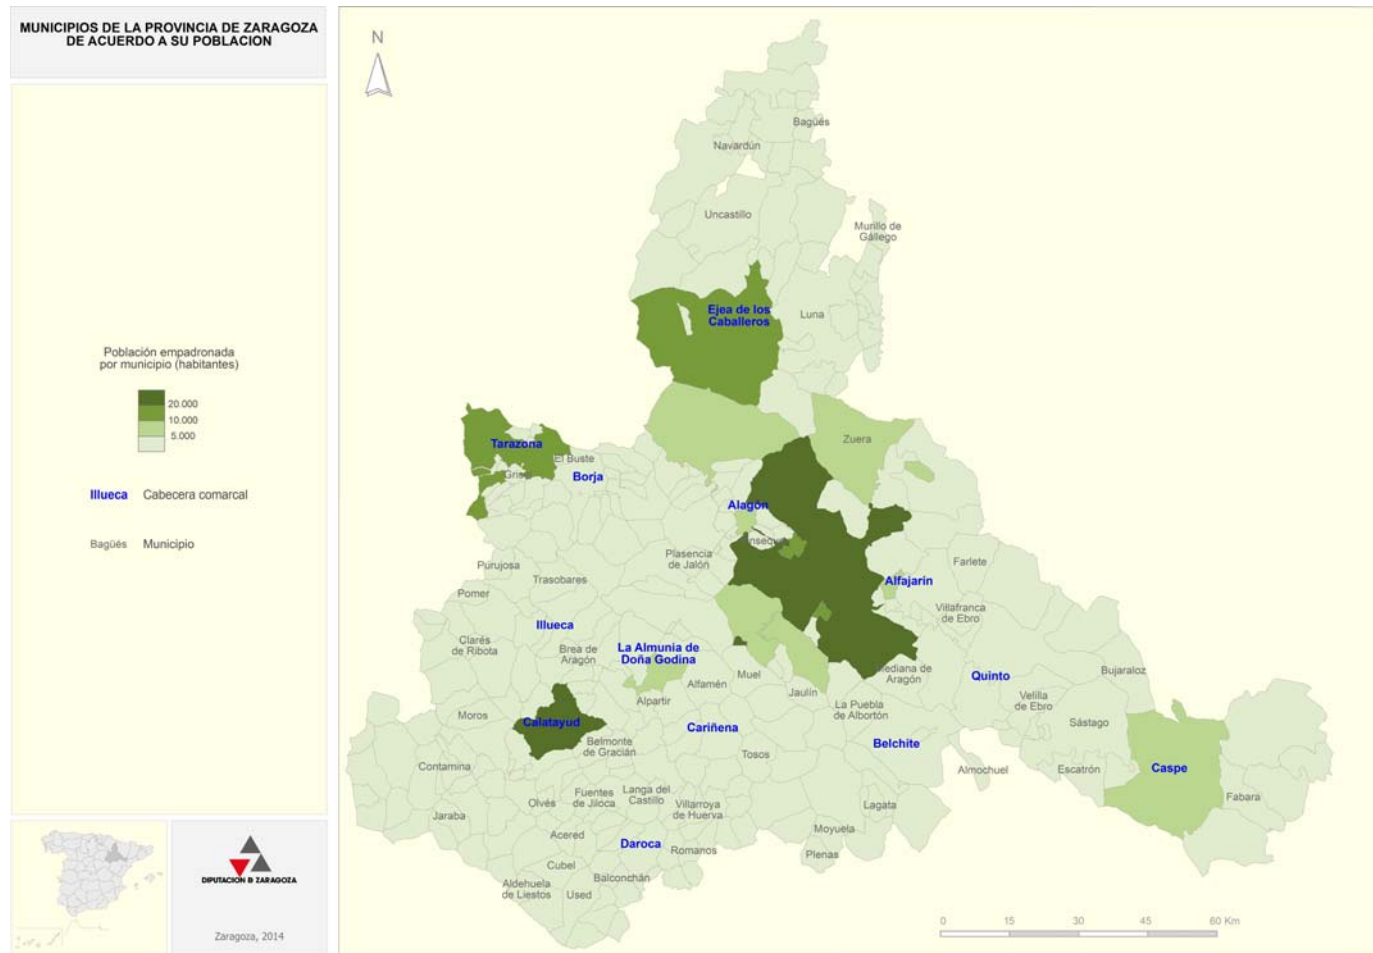 MUNICIPIOS DE LA PROVINCIA DE ZARAGOZA
DE ACUERDO A SU POBLACION
Población empadronada
por municipio (habitantes)
20.000
10.000
5.000
Illueca Cabecera comarcal
Bagüés Municipio
DIPUTACION D ZARAGOZA
Zaragoza, 2014
N
Bagüés
Navardún
Uncastillo
Murillo de
Gállego
Ejea de los
Caballeros
Luna
Tarazona
Zuera
El Buste
Grisel
Borja
Alagón
Plasencia
de Jalón
Farlete
Purujosa
Trasobares
Alfajarín
Pomer
Villafranca
de Ebro
Illueca
Clarés
de Ribota
Brea de
Aragón
La Almunia de
Doña Godina
Mediana de
Aragón
Muel
Quinto
Bujaraloz
Alfamén
Jaulín
Alpartir
La Puebla
de Albortón
Velilla
de Ebro
Moros
Calatayud
Cariñena
Sástago
Belmonte
de Gracián
Belchite
Tosos
Contamina
Almochuel
Escatrón
Caspe
Fabara
Olvés
Fuentes
de Jiloca
Langa del
Castillo
Villarroya
de Huerva
Lagata
Jaraba
Acered
Moyuela
Daroca
Romanos
Plenas
Cubel
Balconchán
Aldehuela
de Liestos
Used
0 15 30 45 60 Km